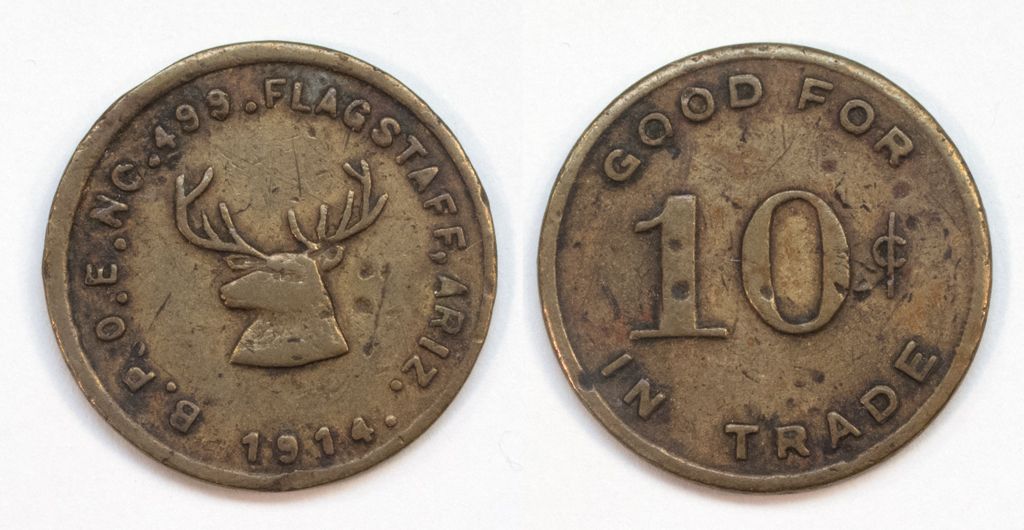 B.P.O.E.NO.499.FLAGSTAFF,ARIZ.
1914.
GOOD FOR
10¢
IN TRADE